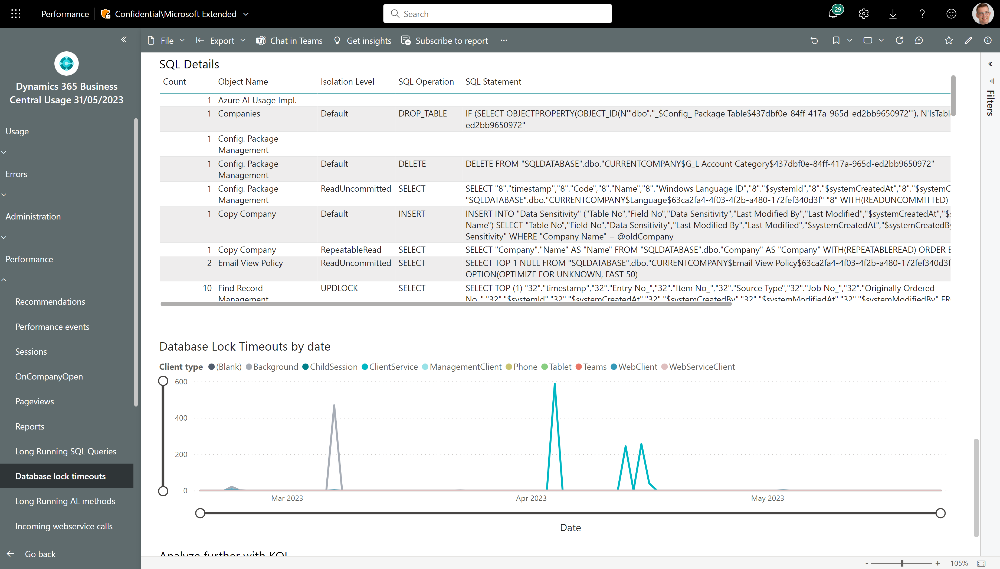 Performance
Confidential\Microsoft Extended
Search
29
File
Export
Chat in Teams
Get insights
Subscribe to report
Dynamics 365 Business
Central Usage 31/05/2023
Usage
Errors
Administration
Performance
Recommendations
Performance events
Sessions
OnCompanyOpen
Pageviews
Reports
Long Running SQL Queries
Database lock timeouts
Long Running AL methods
Incoming webservice calls
Go back
SQL Details
Count Object Name Isolation Level SQL Operation SQL Statement
1 Azure AI Usage Impl.
1 Companies Default DROP_TABLE IF (SELECT OBJECTPROPERTY(OBJECT_ID(N'"dbo"."_$Config_ Package Table$437dbf0e-84ff-417a-965d-ed2bb9650972"'), N'IsTabl
ed2bb9650972"
1 Config. Package
Management
1 Config. Package Default DELETE DELETE FROM "SQLDATABASE".dbo."CURRENTCOMPANY$G_L Account Category$437dbf0e-84ff-417a-965d-ed2bb9650972"
Management
1 Config. Package ReadUncommitted SELECT SELECT "8"."timestamp","8"."Code","8"."Name","8"."Windows Language ID","8"."$systemId","8"."$systemCreatedAt","8"."$systemC
Management "SQLDATABASE".dbo."CURRENTCOMPANY$Language$63ca2fa4-4f03-4f2b-a480-172fef340d3f" "8" WITH(READUNCOMMITTED)
1 Copy Company Default INSERT INSERT INTO "Data Sensitivity" ("Table No","Field No","Data Sensitivity","Last Modified By","Last Modified","$systemCreatedAt","$s
Name") SELECT "Table No","Field No","Data Sensitivity","Last Modified By","Last Modified","$systemCreatedAt","$systemCreatedBy
Sensitivity" WHERE "Company Name" = @oldCompany
1 Copy Company RepeatableRead SELECT SELECT "Company"."Name" AS "Name" FROM "SQLDATABASE".dbo."Company" AS "Company" WITH(REPEATABLEREAD) ORDER
2 Email View Policy ReadUncommitted SELECT SELECT TOP 1 NULL FROM "SQLDATABASE".dbo."CURRENTCOMPANY$Email View Policy$63ca2fa4-4f03-4f2b-a480-172fef340d3f
OPTION(OPTIMIZE FOR UNKNOWN, FAST 50)
10 Find Record UPDLOCK SELECT SELECT TOP (1) "32"."timestamp","32"."Entry No_","32"."Item No_","32"."Source Type","32"."Job No_","32"."Originally Ordered
Management No_","32"."$systemId","32"."$systemCreatedAt","32"."$systemCreatedBy","32"."$systemModifiedAt","32"."$systemModifiedBy" FR
Database Lock Timeouts by date
Client type (Blank) Background ChildSession ClientService ManagementClient Phone Tablet Teams WebClient WebServiceClient
600
400
200
0
Mar 2023 Apr 2023 May 2023
Date
Analyze further with KQL
Filters
105%